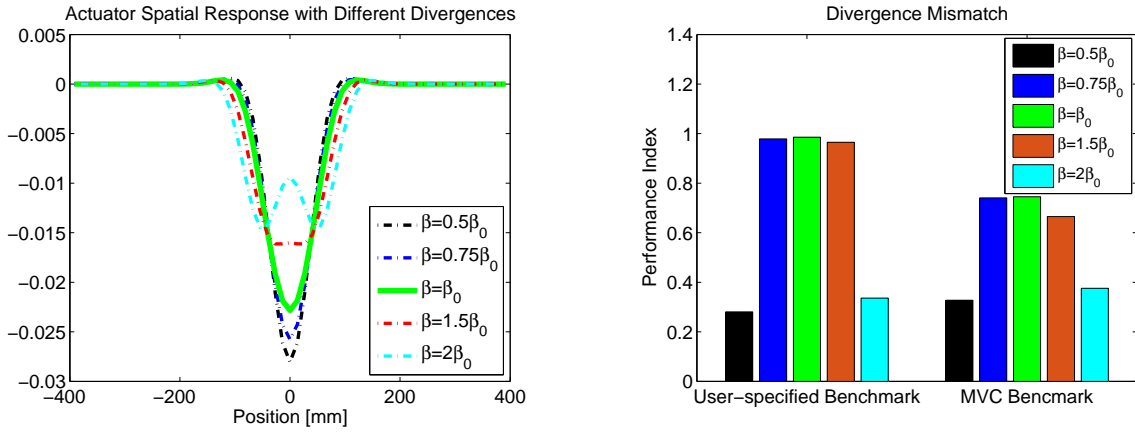 Actuator Spatial Response with Different Divergences
0.005
0
−0.005
−0.01
−0.015
−0.02
−0.025
−0.03
−400
−200
0
200
400
Position [mm]
β=0.5β0
β=0.75β0
β=β0
β=1.5β0
β=2β0
Divergence Mismatch
Performance Index
1.4
1.2
1
0.8
0.6
0.4
0.2
0
User−specified Benchmark
MVC Bencmark
β=0.5β0
β=0.75β0
β=β0
β=1.5β0
β=2β0